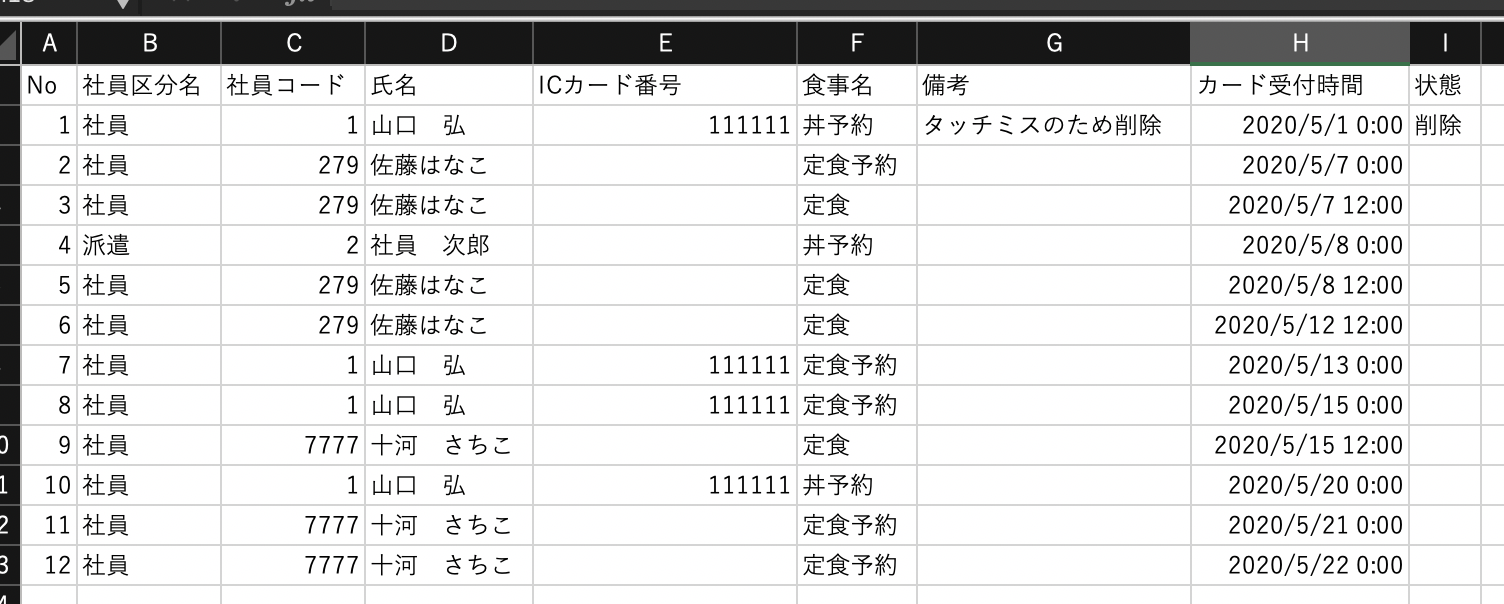 A B C D E F G H I
No 社員区分名 社員コード 氏名 ICカード番号 食事名 備考 カード受付時間 状態
1 社員 1 山口　弘 111111 丼予約 タッチミスのため削除 2020/5/1 0:00 削除
2 社員 279 佐藤はなこ 定食予約 2020/5/7 0:00
3 社員 279 佐藤はなこ 定食 2020/5/7 12:00
4 派遣 2 社員　次郎 丼予約 2020/5/8 0:00
5 社員 279 佐藤はなこ 定食 2020/5/8 12:00
6 社員 279 佐藤はなこ 定食 2020/5/12 12:00
7 社員 1 山口　弘 111111 定食予約 2020/5/13 0:00
8 社員 1 山口　弘 111111 定食予約 2020/5/15 0:00
9 社員 7777 十河　さちこ 定食 2020/5/15 12:00
10 社員 1 山口　弘 111111 丼予約 2020/5/20 0:00
11 社員 7777 十河　さちこ 定食予約 2020/5/21 0:00
12 社員 7777 十河　さちこ 定食予約 2020/5/22 0:00